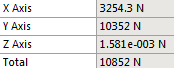 X Axis 3254.3 N
Y Axis 10352 N
Z Axis 1.581e-003 N
Total 10852 N